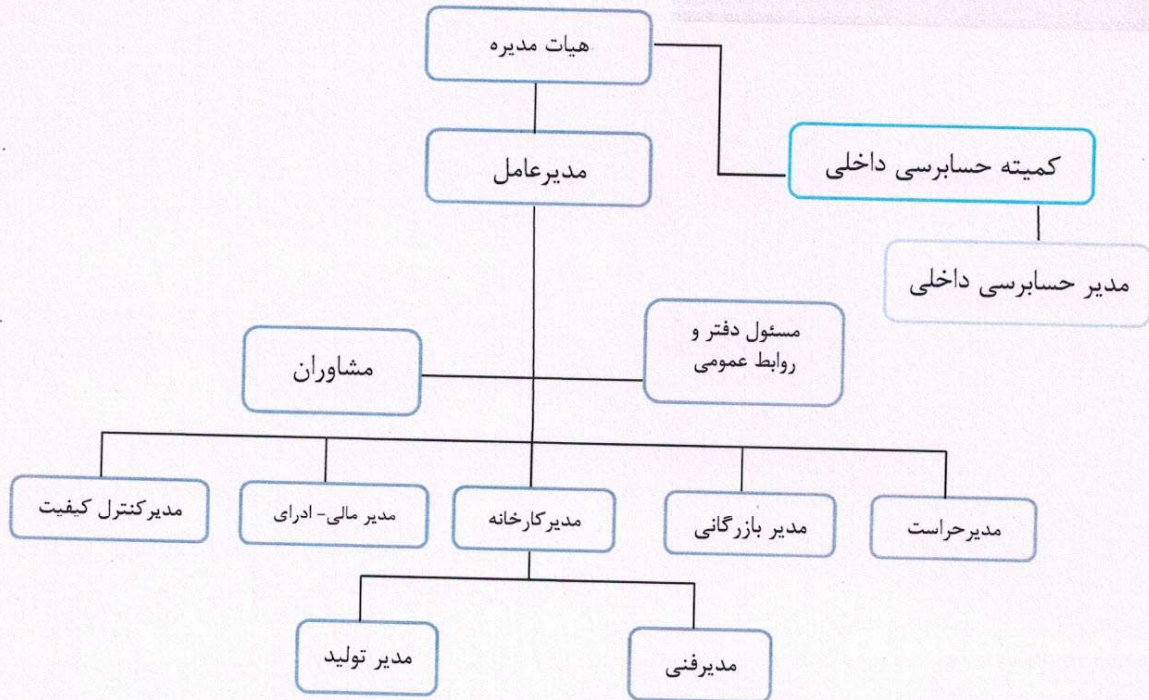 هیات مدیره
مدیرعامل
کمیته حسابرسی داخلی
مدیر حسابرسی داخلی
مسئول دفتر و
روابط عمومی
مشاوران
مدیرحراست
مدیر بازرگانی
مدیرکارخانه
مدیر مالی- ادرای
مدیرکنترل کیفیت
مدیرفنی
مدیر تولید